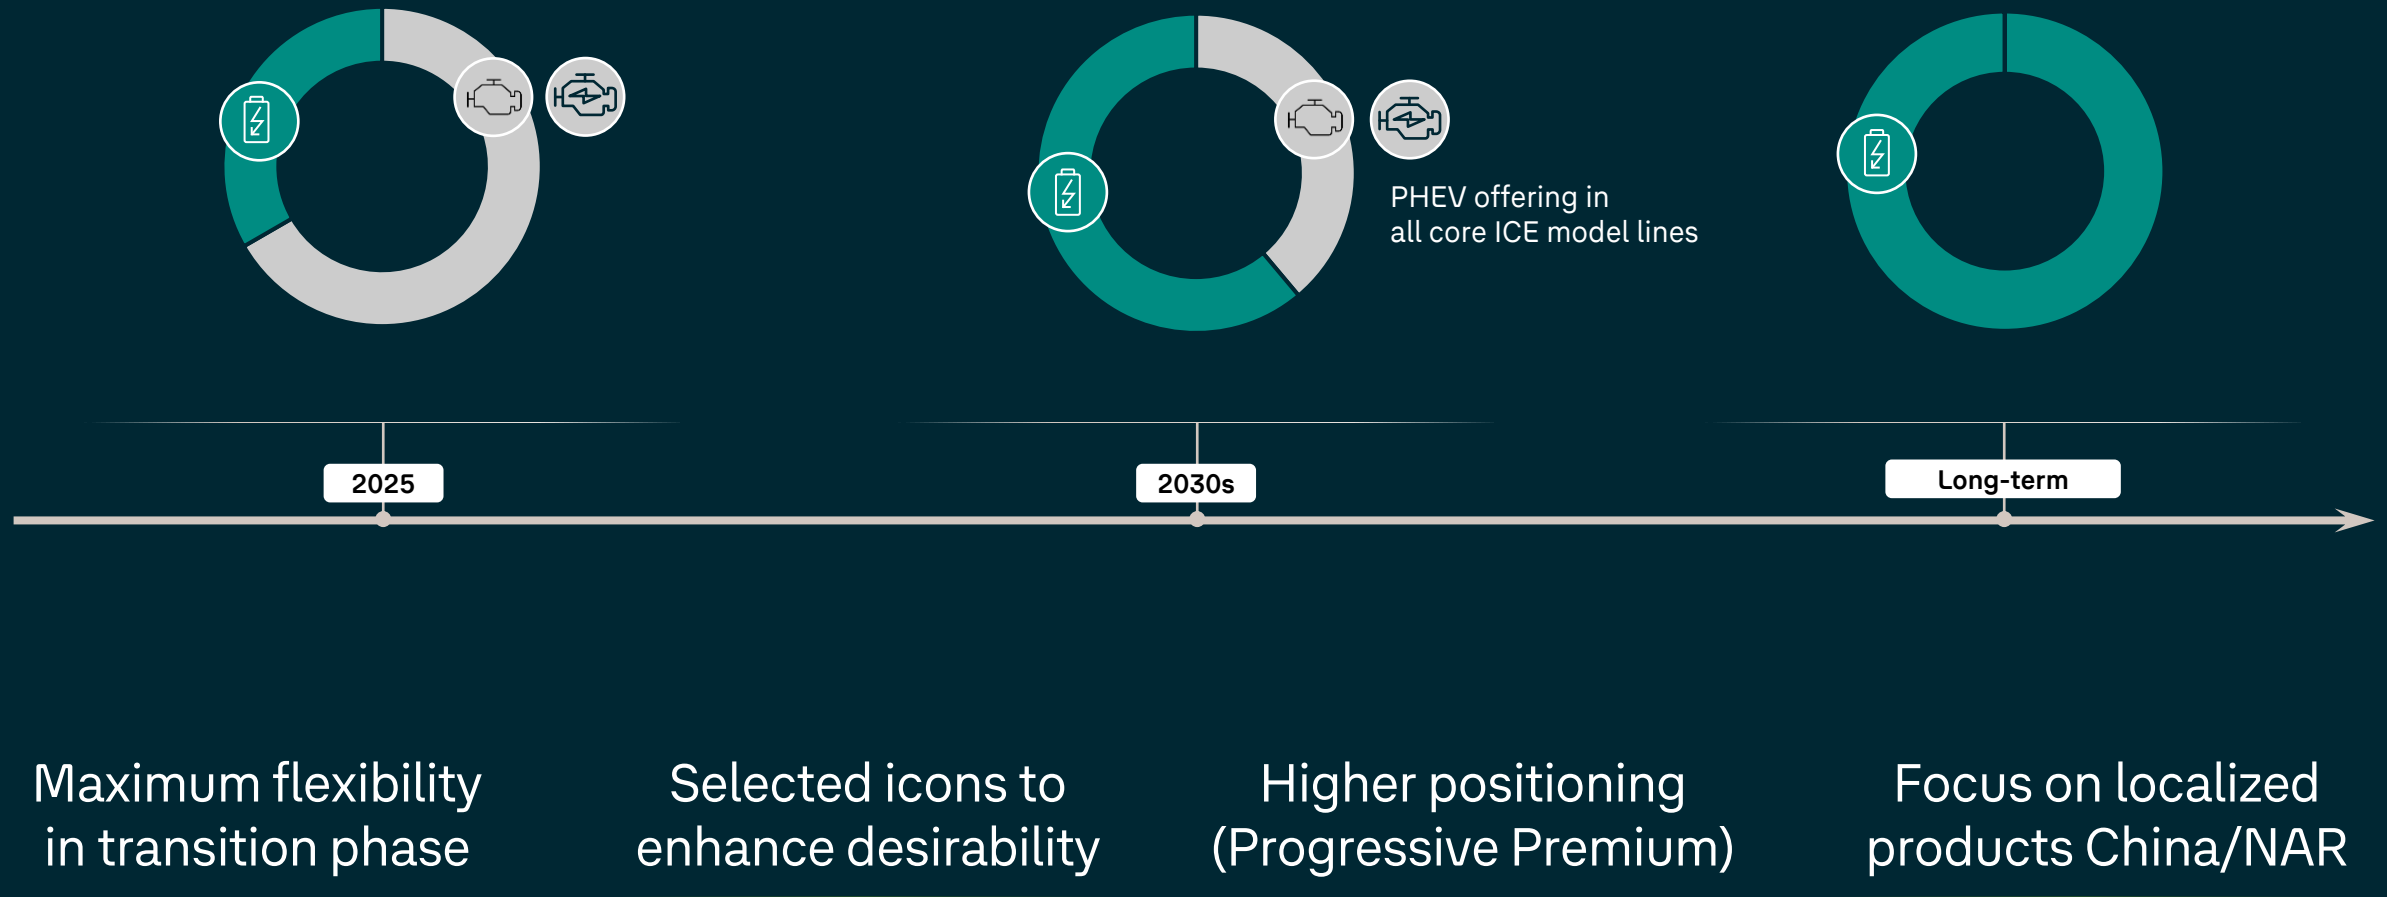 PHEV offering in
all core ICE model lines
2025
2030s
Long-term
Maximum flexibility
in transition phase
Selected icons to
enhance desirability
Higher positioning
(Progressive Premium)
Focus on localized
products China/NAR